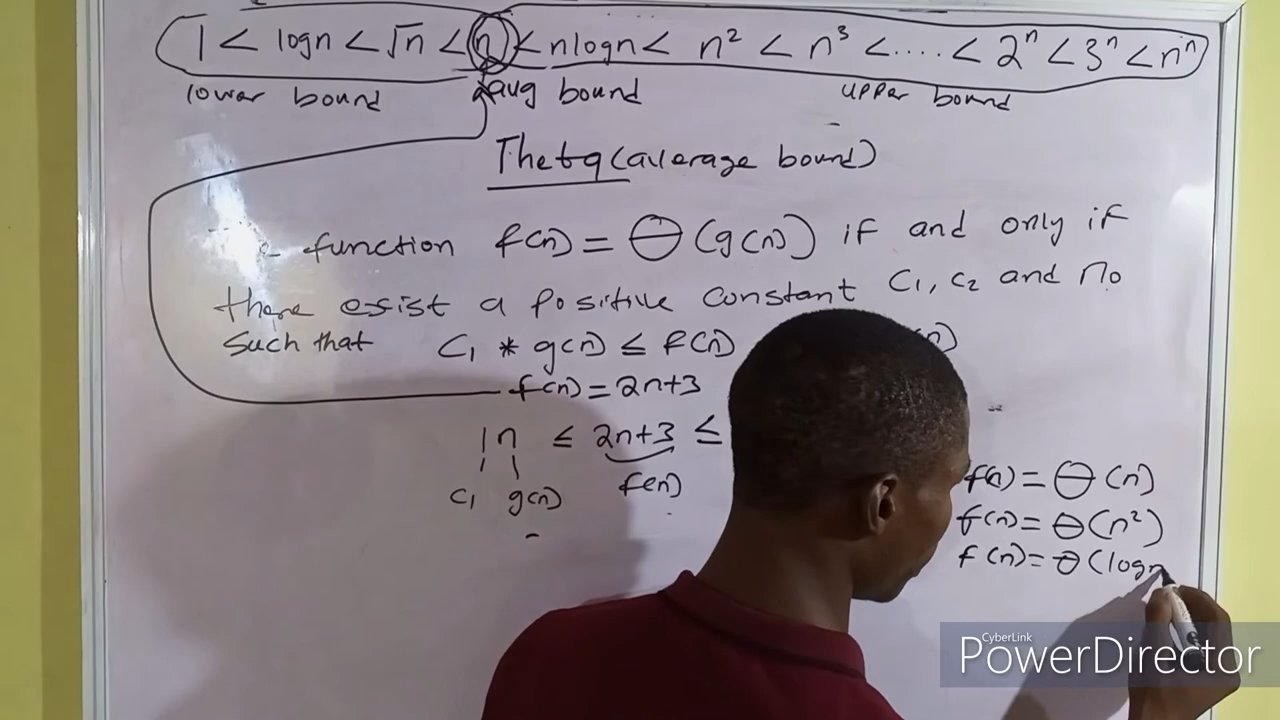 1 < logn < √n < n < nlogn < n² < n³ < .... < 2ⁿ < 3ⁿ < nⁿ
lower bound avg bound upper bound
Theta (average bound)
function f(n) = Θ (g(n)) if and only if
there exist a positive constant C₁, C₂ and no
such that C₁ * g(n) ≤ f(n)
f(n) = 2n+3
1n ≤ 2n+3 ≤
C₁ g(n) f(n)
f(n) = Θ (n)
f(n) = Θ (n²)
f(n) = Θ (logn
CyberLink
PowerDirector